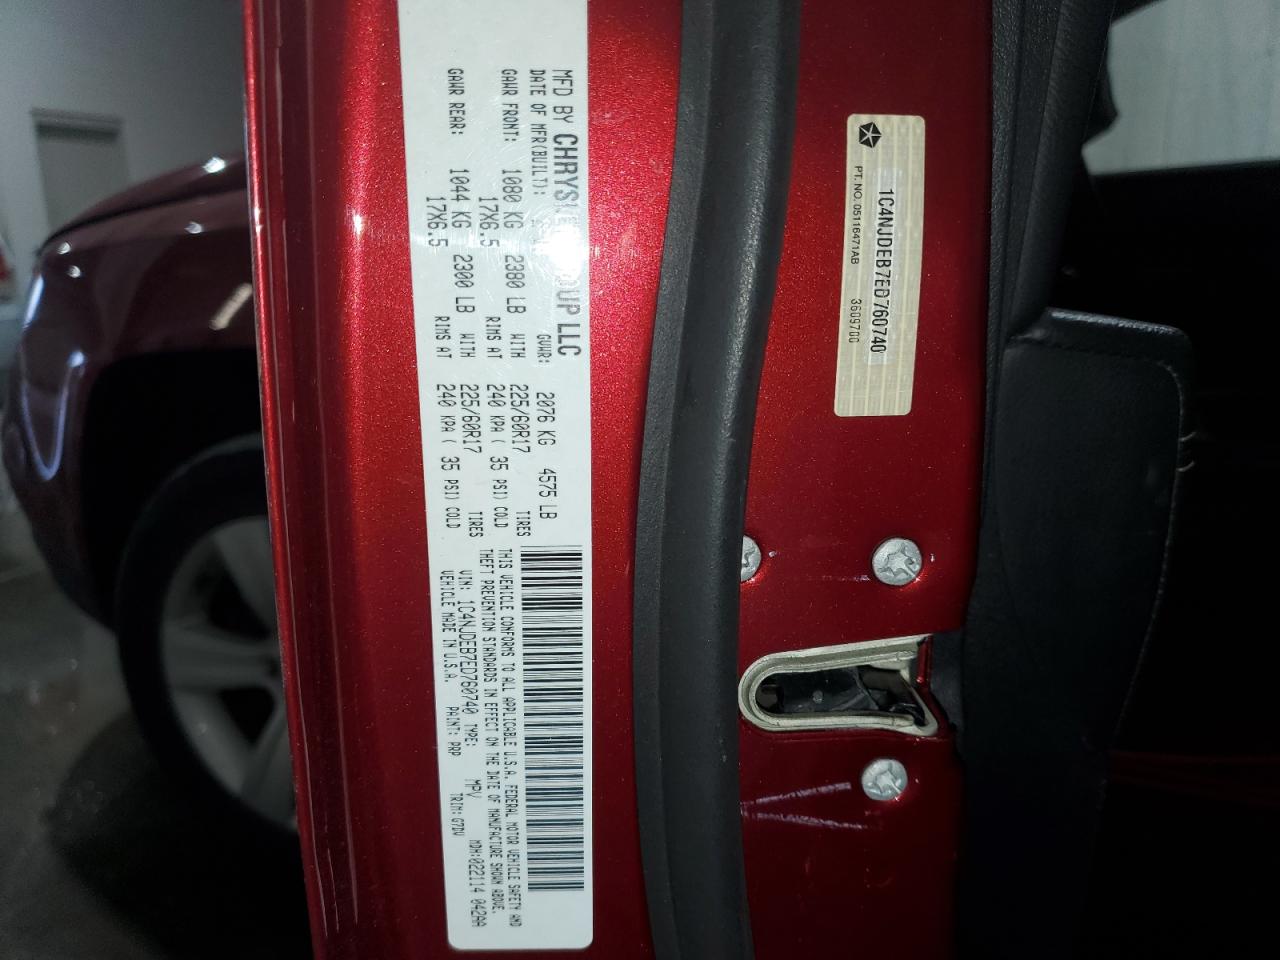 MFD BY CHRYSLER GROUP LLC
DATE OF MFR(BUILT): GVWR: 2076 KG 4575 LB
GAWR FRONT: 1080 KG 2380 LB WITH 225/60R17 TIRES
17X6.5 RIMS AT 240 KPA( 35 PSI) COLD
GAWR REAR: 1044 KG 2300 LB WITH 225/60R17 TIRES
17X6.5 RIMS AT 240 KPA( 35 PSI) COLD
THIS VEHICLE CONFORMS TO ALL APPLICABLE U.S.A. FEDERAL MOTOR VEHICLE SAFETY AND
THEFT PREVENTION STANDARDS IN EFFECT ON THE DATE OF MANUFACTURE SHOWN ABOVE.
VIN: 1C4NJDEB7ED760740 TYPE: MPV MDH:022114 042AA
VEHICLE MADE IN U.S.A. PAINT: PRP TRIM: G7DV
1C4NJDEB7ED760740
PT. NO. 05116471AB 3609700